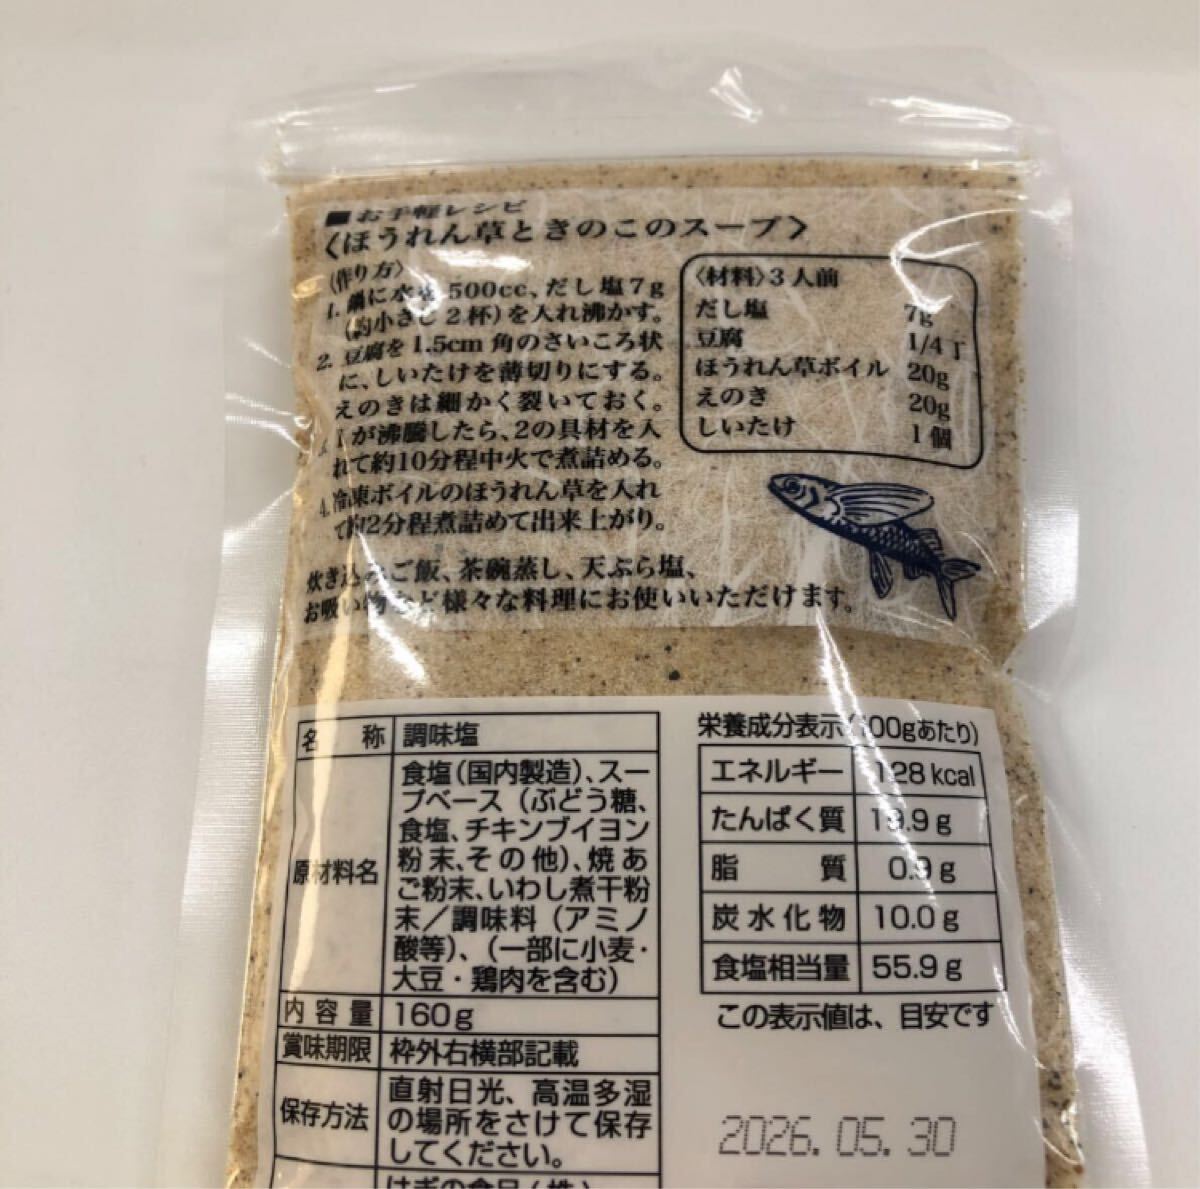 ■お手軽レシピ
〈ほうれん草ときのこのスープ〉
〈作り方〉
1. 鍋に水を500cc、だし塩7g
(約小さじ2杯)を入れ沸かす。
2. 豆腐を1.5cm角のさいころ状
に、しいたけを薄切りにする。
えのきは細かく裂いておく。
3. 1が沸騰したら、2の具材を入
れて約10分程中火で煮詰める。
4. 冷凍ボイルのほうれん草を入れ
て約2分程煮詰めて出来上がり。
〈材料〉3人前
だし塩 7g
豆腐 1/4丁
ほうれん草ボイル 20g
えのき 20g
しいたけ 1個
炊き込みご飯、茶碗蒸し、天ぷら塩、
お吸い物など様々な料理にお使いいただけます。
名称 調味塩
原材料名 食塩(国内製造)、スー
プベース(ぶどう糖、
食塩、チキンブイヨン
粉末、その他)、焼あ
ご粉末、いわし煮干粉
末/調味料(アミノ
酸等)、(一部に小麦・
大豆・鶏肉を含む)
内容量 160g
賞味期限 枠外右横部記載
保存方法 直射日光、高温多湿
の場所をさけて保存
してください。
はぎの食品(株)
栄養成分表示(100gあたり)
エネルギー 128kcal
たんぱく質 19.9g
脂質 0.9g
炭水化物 10.0g
食塩相当量 55.9g
この表示値は、目安です
2026.05.30